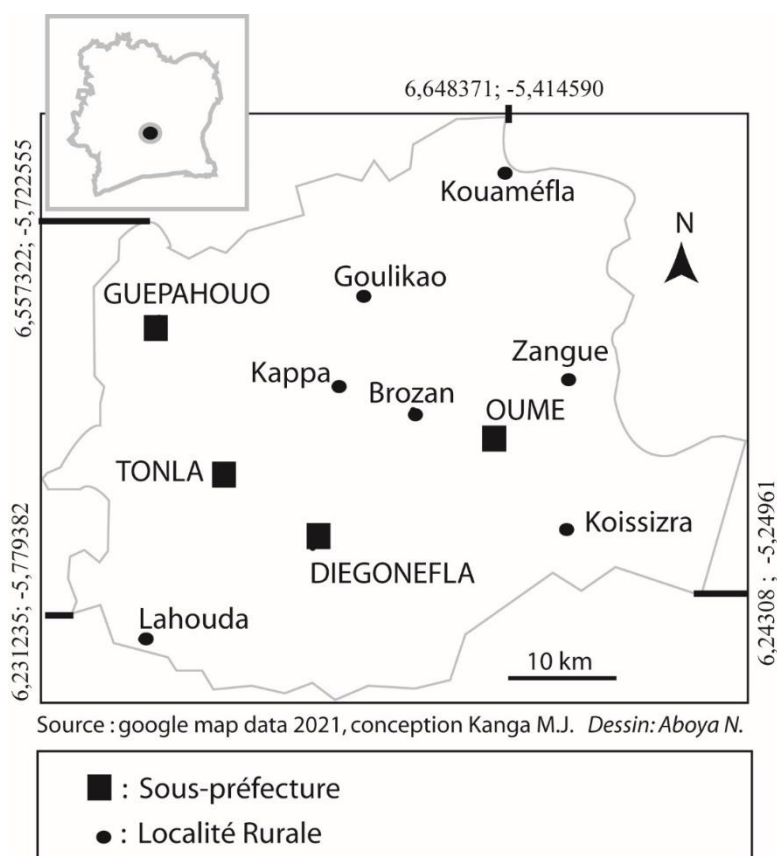 6,648371; -5,414590
6,557322; -5,722555
Kouaméfla
N
Goulikao
GUEPAHOUO
Zangue
Kappa
Brozan
OUME
TONLA
Koissizra
DIEGONEFLA
6,231235; -5,779382
6,24308 ; -5,24961
Lahouda
10 km
Source : google map data 2021, conception Kanga M.J. Dessin: Aboya N.
: Sous-préfecture
: Localité Rurale